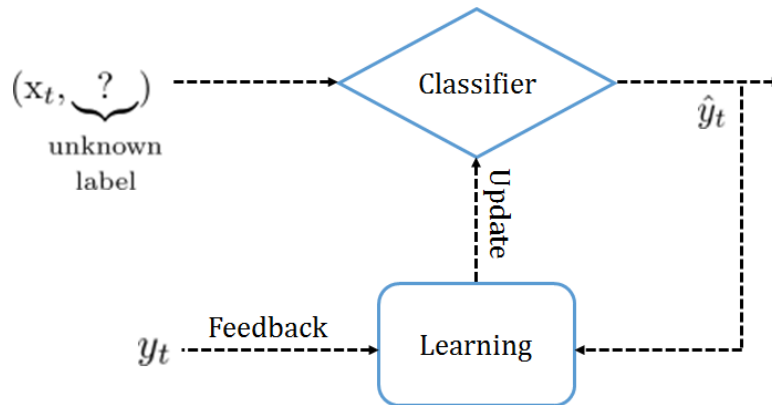 (x_t, ?)
unknown
label
Classifier
ŷ_t
Update
Feedback
y_t
Learning